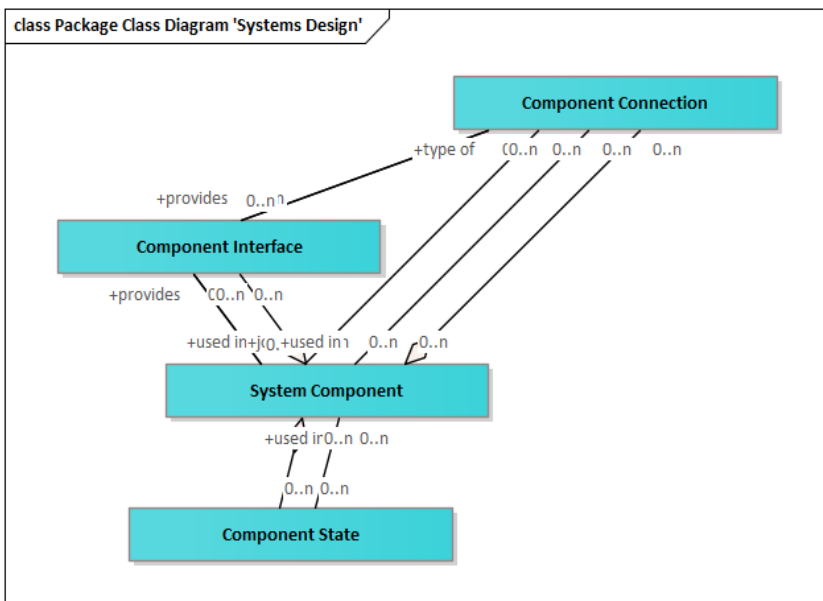 class Package Class Diagram 'Systems Design'
Component Connection
+type of 0..n 0..n 0..n 0..n
+provides 0..n
Component Interface
+provides 0..n 0..n
+used in +used in 0..n 0..n
System Component
+used in 0..n 0..n
0..n 0..n
Component State